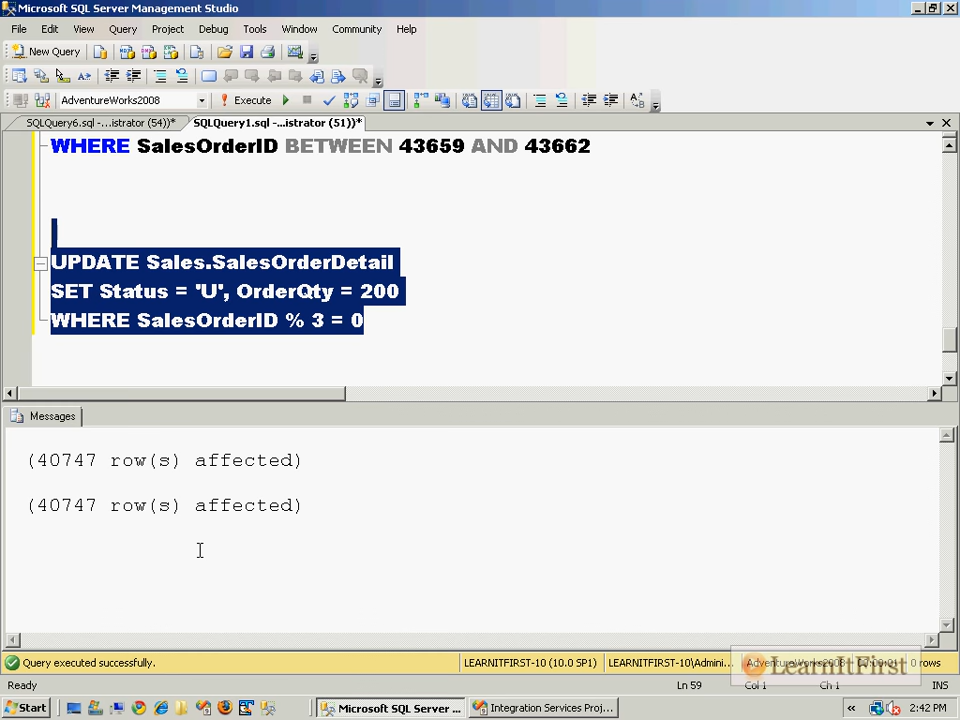 Microsoft SQL Server Management Studio
File Edit View Query Project Debug Tools Window Community Help
New Query
AdventureWorks2008 Execute
SQLQuery6.sql -...istrator (54))* SQLQuery1.sql -...istrator (51))*
WHERE SalesOrderID BETWEEN 43659 AND 43662
UPDATE Sales.SalesOrderDetail
SET Status = 'U', OrderQty = 200
WHERE SalesOrderID % 3 = 0
Messages
(40747 row(s) affected)
(40747 row(s) affected)
Query executed successfully. LEARNITFIRST-10 (10.0 SP1) LEARNITFIRST-10\Admini... AdventureWorks2008 0 rows
LearnItFirst
Ready Ln 59 Col 1 Ch 1 INS
Start Microsoft SQL Server ... Integration Services Proj... 2:42 PM